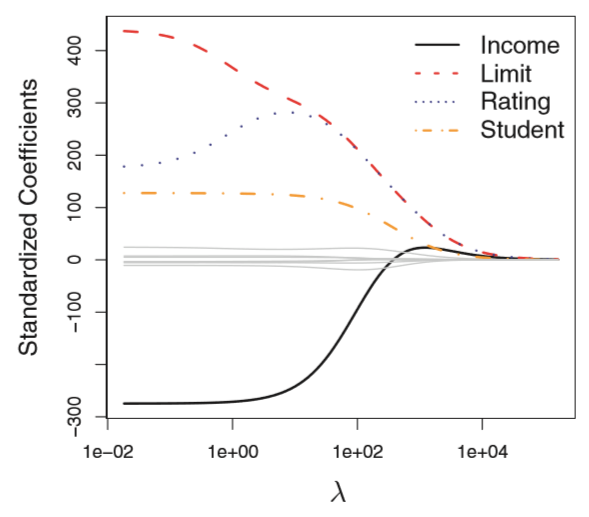 Standardized Coefficients
400
300
200
100
0
−100
−300
Income
Limit
Rating
Student
1e−02 1e+00 1e+02 1e+04
λ